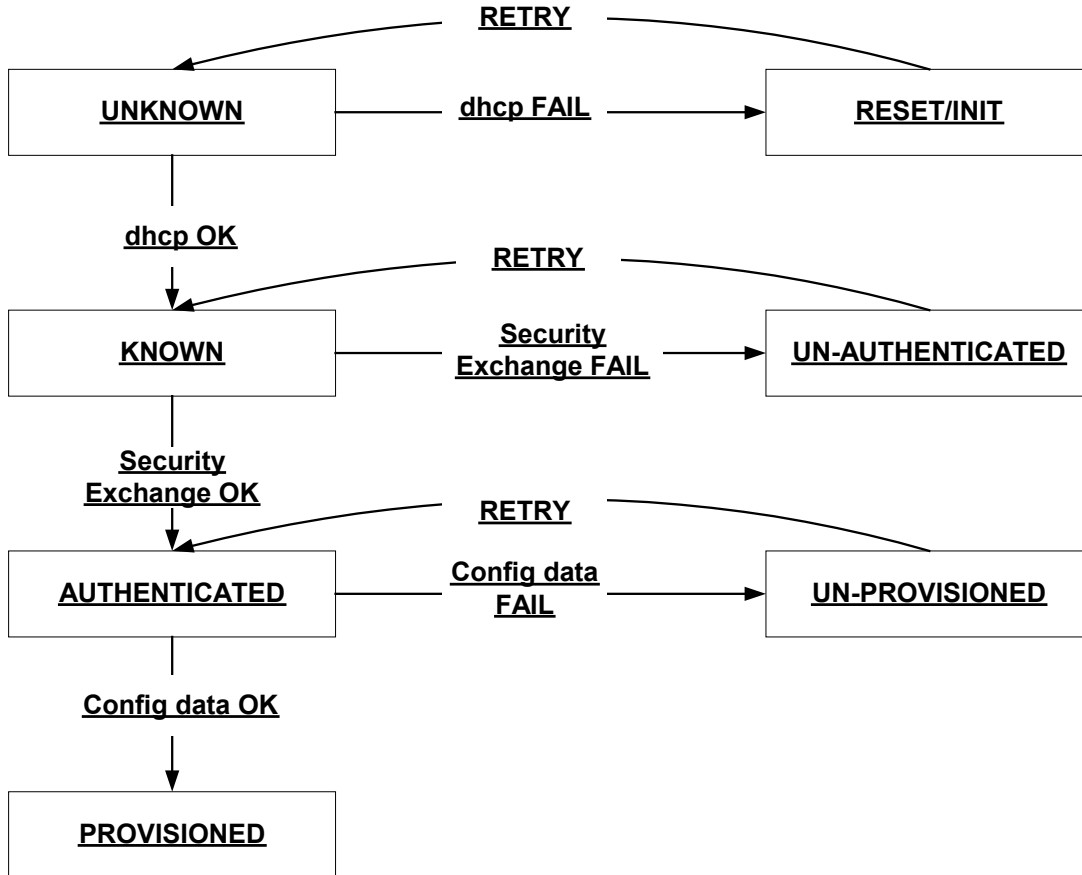 RETRY
UNKNOWN
dhcp FAIL
RESET/INIT
dhcp OK
RETRY
KNOWN
Security
Exchange FAIL
UN-AUTHENTICATED
Security
Exchange OK
RETRY
AUTHENTICATED
Config data
FAIL
UN-PROVISIONED
Config data OK
PROVISIONED